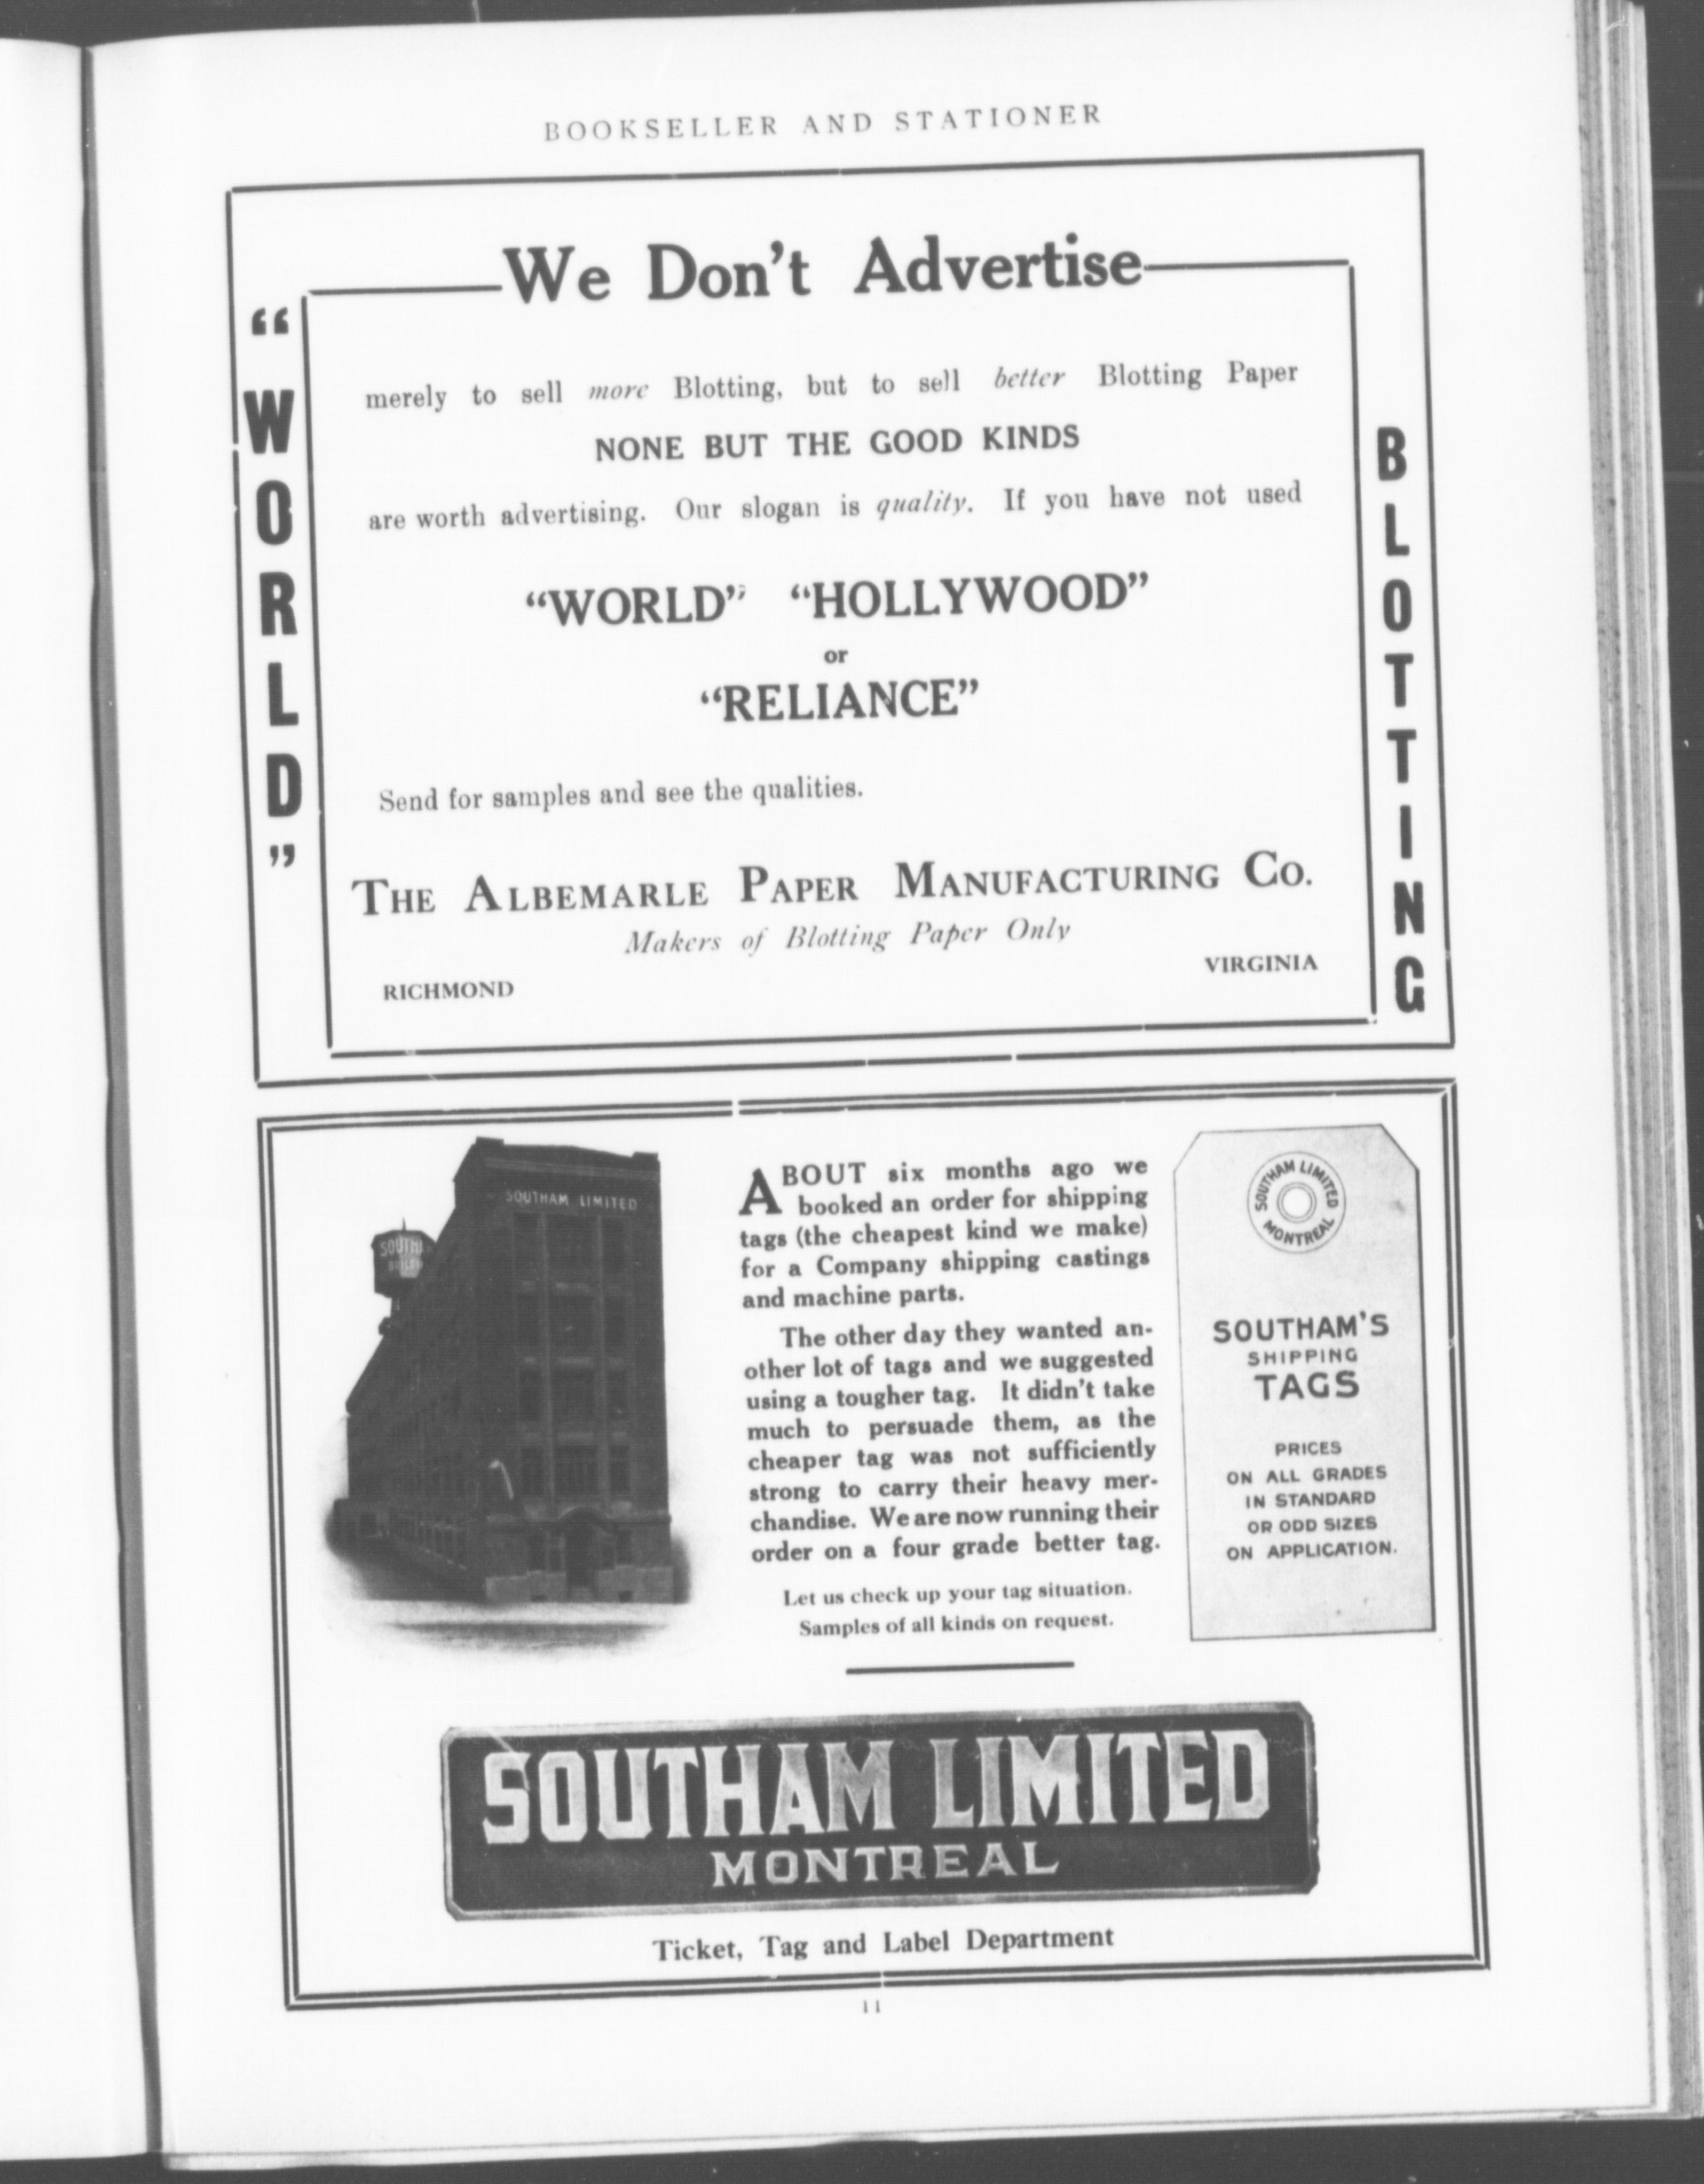 BOOKSELLER AND STATIONER
We Don't Advertise
“WORLD”
merely to sell more Blotting, but to sell better Blotting Paper
NONE BUT THE GOOD KINDS
are worth advertising. Our slogan is quality. If you have not used
“WORLD” “HOLLYWOOD”
or
“RELIANCE”
Send for samples and see the qualities.
THE ALBEMARLE PAPER MANUFACTURING CO.
Makers of Blotting Paper Only
RICHMOND VIRGINIA
BLOTTING
SOUTHAM LIMITED
ABOUT six months ago we
booked an order for shipping
tags (the cheapest kind we make)
for a Company shipping castings
and machine parts.
The other day they wanted an-
other lot of tags and we suggested
using a tougher tag. It didn't take
much to persuade them, as the
cheaper tag was not sufficiently
strong to carry their heavy mer-
chandise. We are now running their
order on a four grade better tag.
Let us check up your tag situation.
Samples of all kinds on request.
SOUTHAM LIMITED
MONTREAL
SOUTHAM'S
SHIPPING
TAGS
PRICES
ON ALL GRADES
IN STANDARD
OR ODD SIZES
ON APPLICATION.
SOUTHAM LIMITED
MONTREAL
Ticket, Tag and Label Department
11